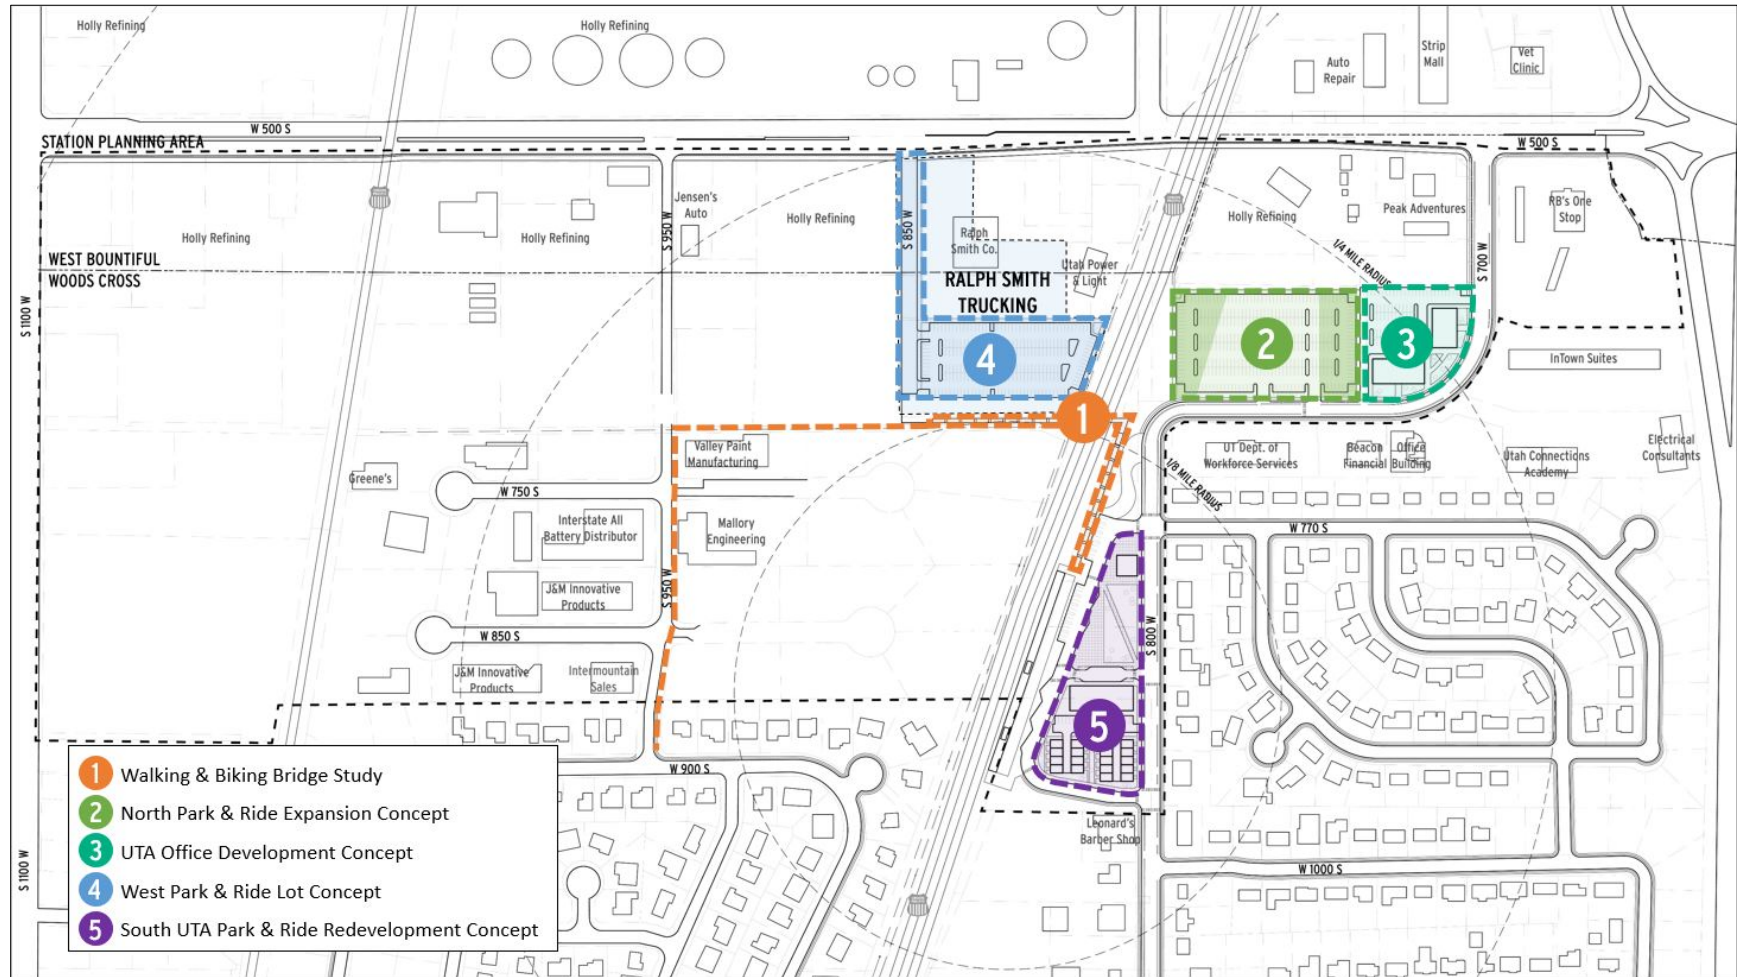 Holly Refining
Holly Refining
Auto
Repair
Strip
Mall
Vet
Clinic
W 500 S
STATION PLANNING AREA
W 500 S
Jensen's
Auto
S 950 W
Holly Refining
Holly Refining
Holly Refining
S 850 W
Ralph
Smith Co.
Utah Power
& Light
RALPH SMITH
TRUCKING
Holly Refining
Peak Adventures
RB's One
Stop
S 700 W
1/4 MILE RADIUS
WEST BOUNTIFUL
WOODS CROSS
S 1100 W
4
2
3
InTown Suites
1
Greene's
Valley Paint
Manufacturing
UT Dept. of
Workforce Services
Beacon
Financial
Office
Building
Utah Connections
Academy
Electrical
Consultants
1/8 MILE RADIUS
W 750 S
Interstate All
Battery Distributor
Mallory
Engineering
W 770 S
J&M Innovative
Products
S 950 W
W 850 S
S 800 W
J&M Innovative
Products
Intermountain
Sales
5
W 900 S
Leonard's
Barber Shop
W 1000 S
S 1100 W
1 Walking & Biking Bridge Study
2 North Park & Ride Expansion Concept
3 UTA Office Development Concept
4 West Park & Ride Lot Concept
5 South UTA Park & Ride Redevelopment Concept